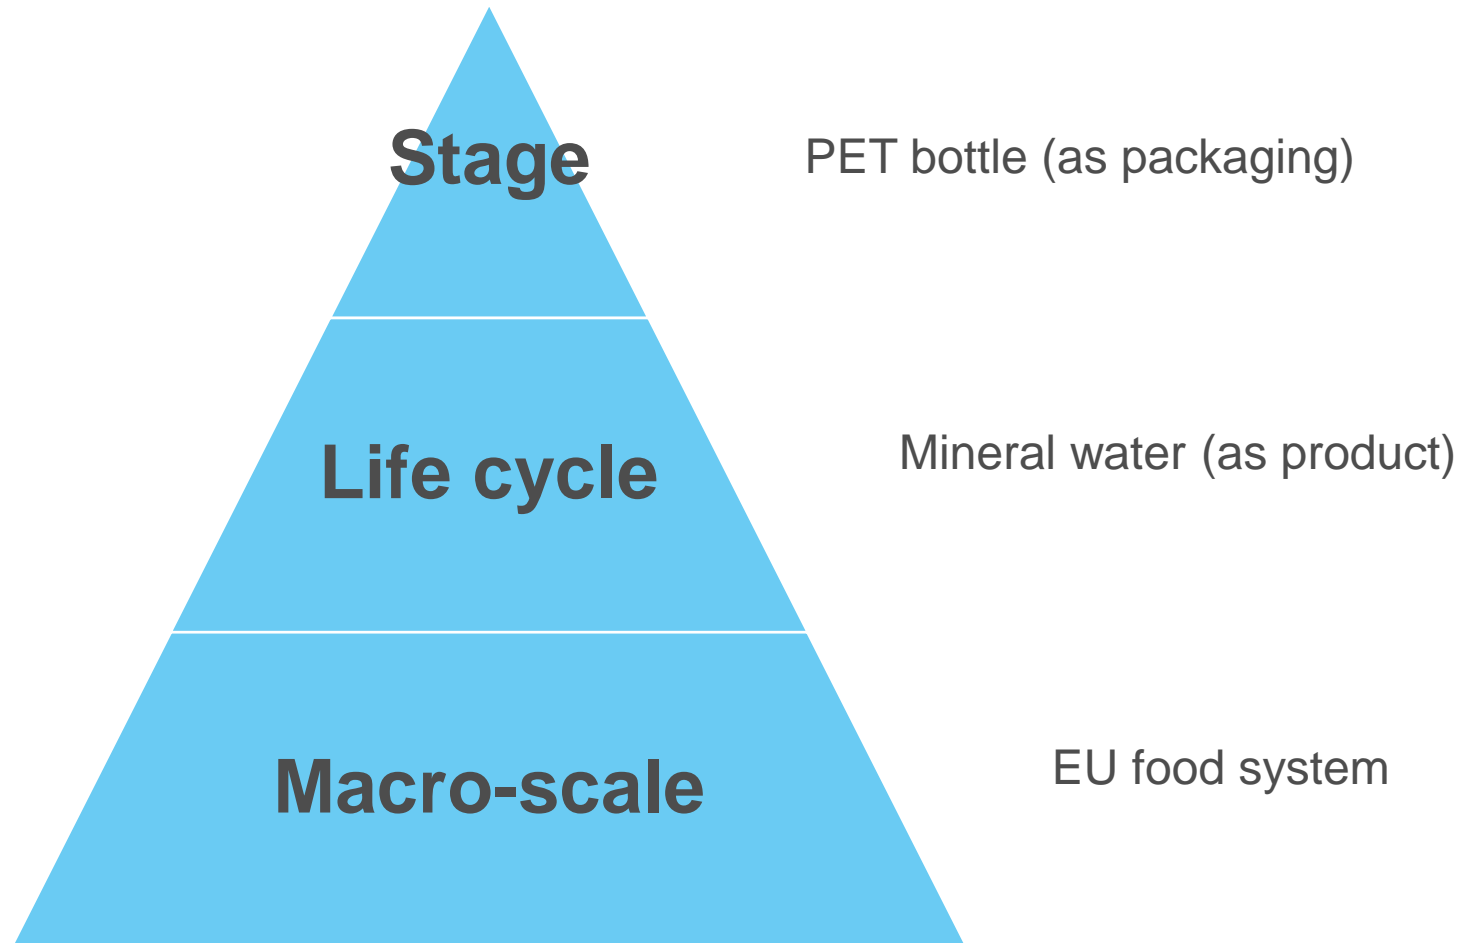 Stage
PET bottle (as packaging)
Life cycle
Mineral water (as product)
Macro-scale
EU food system